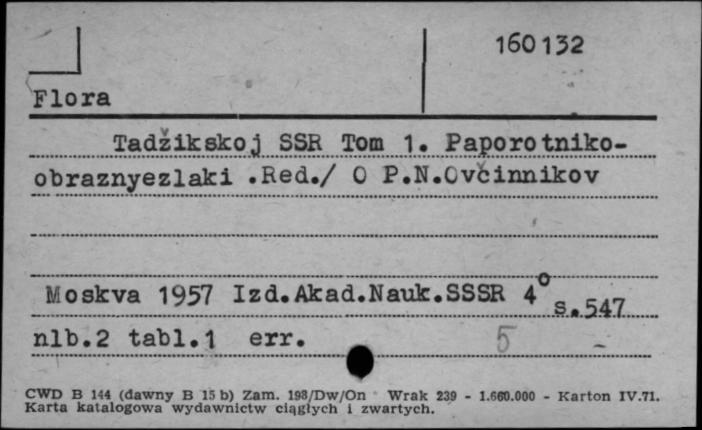 160132
Flora
Tadžikskoj SSR Tom 1. Paporotniko-
obraznyezlaki .Red./ O P.N.Ovčinnikov
Moskva 1957 Izd.Akad.Nauk.SSSR 4° s.547
nlb.2 tabl.1 err. 5 -
CWD B 144 (dawny B 15 b) Zam. 198/Dw/On Wrak 239 - 1.660.000 - Karton IV.71.
Karta katalogowa wydawnictw ciągłych i zwartych.